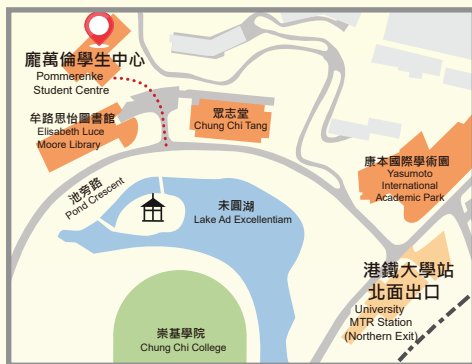 龐萬倫學生中心
Pommerenke
Student Centre
牟路思怡圖書館
Elisabeth Luce
Moore Library
眾志堂
Chung Chi Tang
康本國際學術園
Yasumoto
International
Academic Park
池旁路
Pond Crescent
未圓湖
Lake Ad Excellentiam
港鐵大學站
北面出口
University
MTR Station
(Northern Exit)
崇基學院
Chung Chi College